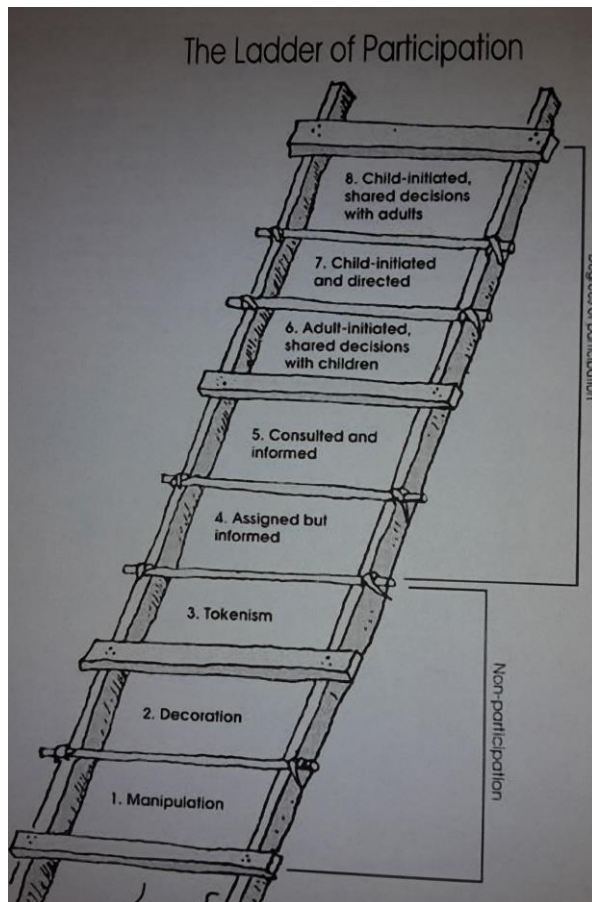 The Ladder of Participation
8. Child-initiated,
shared decisions
with adults
7. Child-initiated
and directed
6. Adult-initiated,
shared decisions
with children
5. Consulted and
informed
4. Assigned but
informed
3. Tokenism
2. Decoration
1. Manipulation
Non-participation